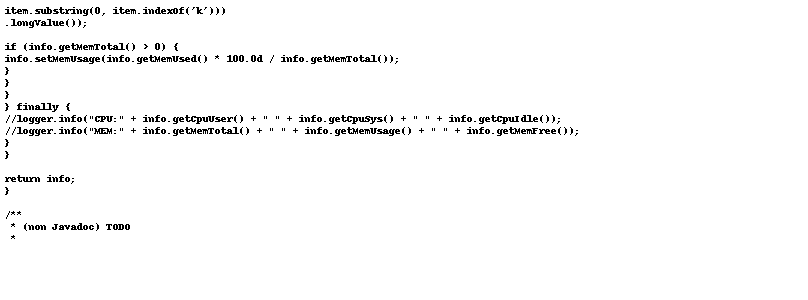 item.substring(0, item.indexOf('k')))
.longValue());
if (info.getMemTotal() > 0) {
info.setMemUsage(info.getMemUsed() * 100.0d / info.getMemTotal());
}
}
}
} finally {
//logger.info("CPU:" + info.getCpuUser() + " " + info.getCpuSys() + " " + info.getCpuIdle());
//logger.info("MEM:" + info.getMemTotal() + " " + info.getMemUsage() + " " + info.getMemFree());
}
}
return info;
}
/**
* (non Javadoc) TODO
*